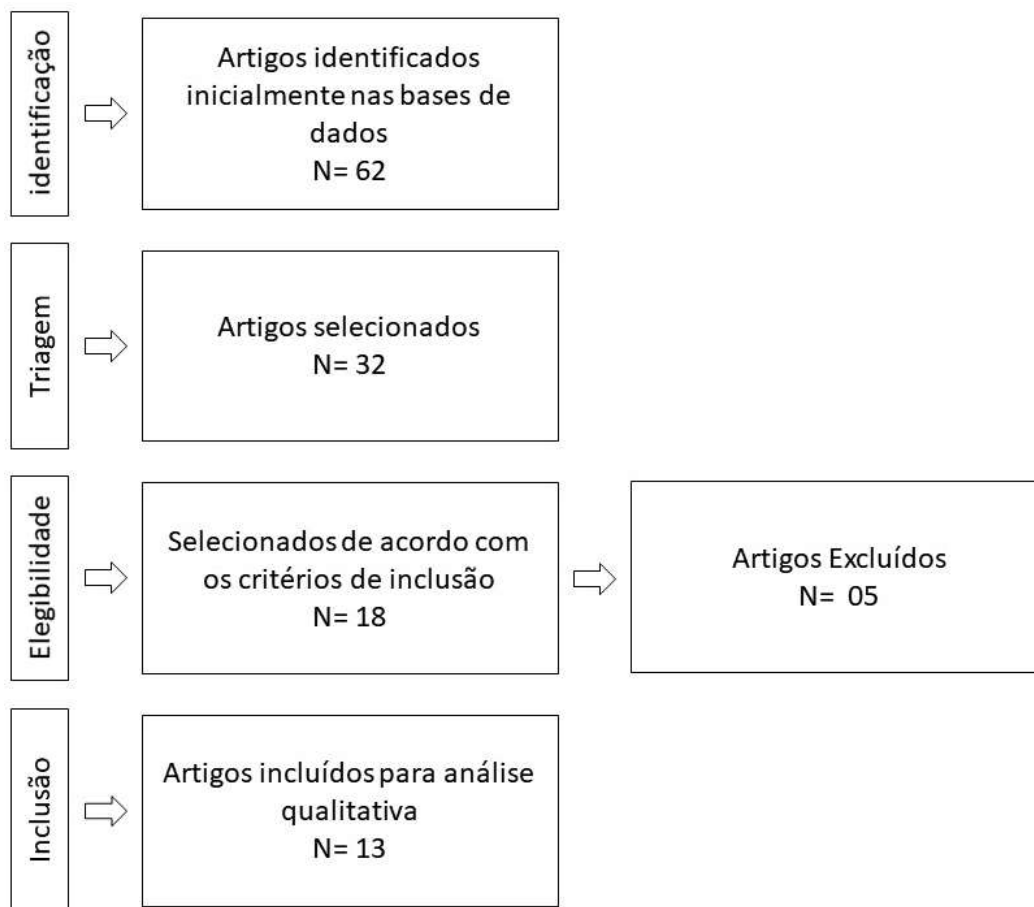 identificação
Artigos identificados
inicialmente nas bases de
dados
N= 62
Triagem
Artigos selecionados
N= 32
Elegibilidade
Selecionados de acordo com
os critérios de inclusão
N= 18
Artigos Excluídos
N= 05
Inclusão
Artigos incluídos para análise
qualitativa
N= 13